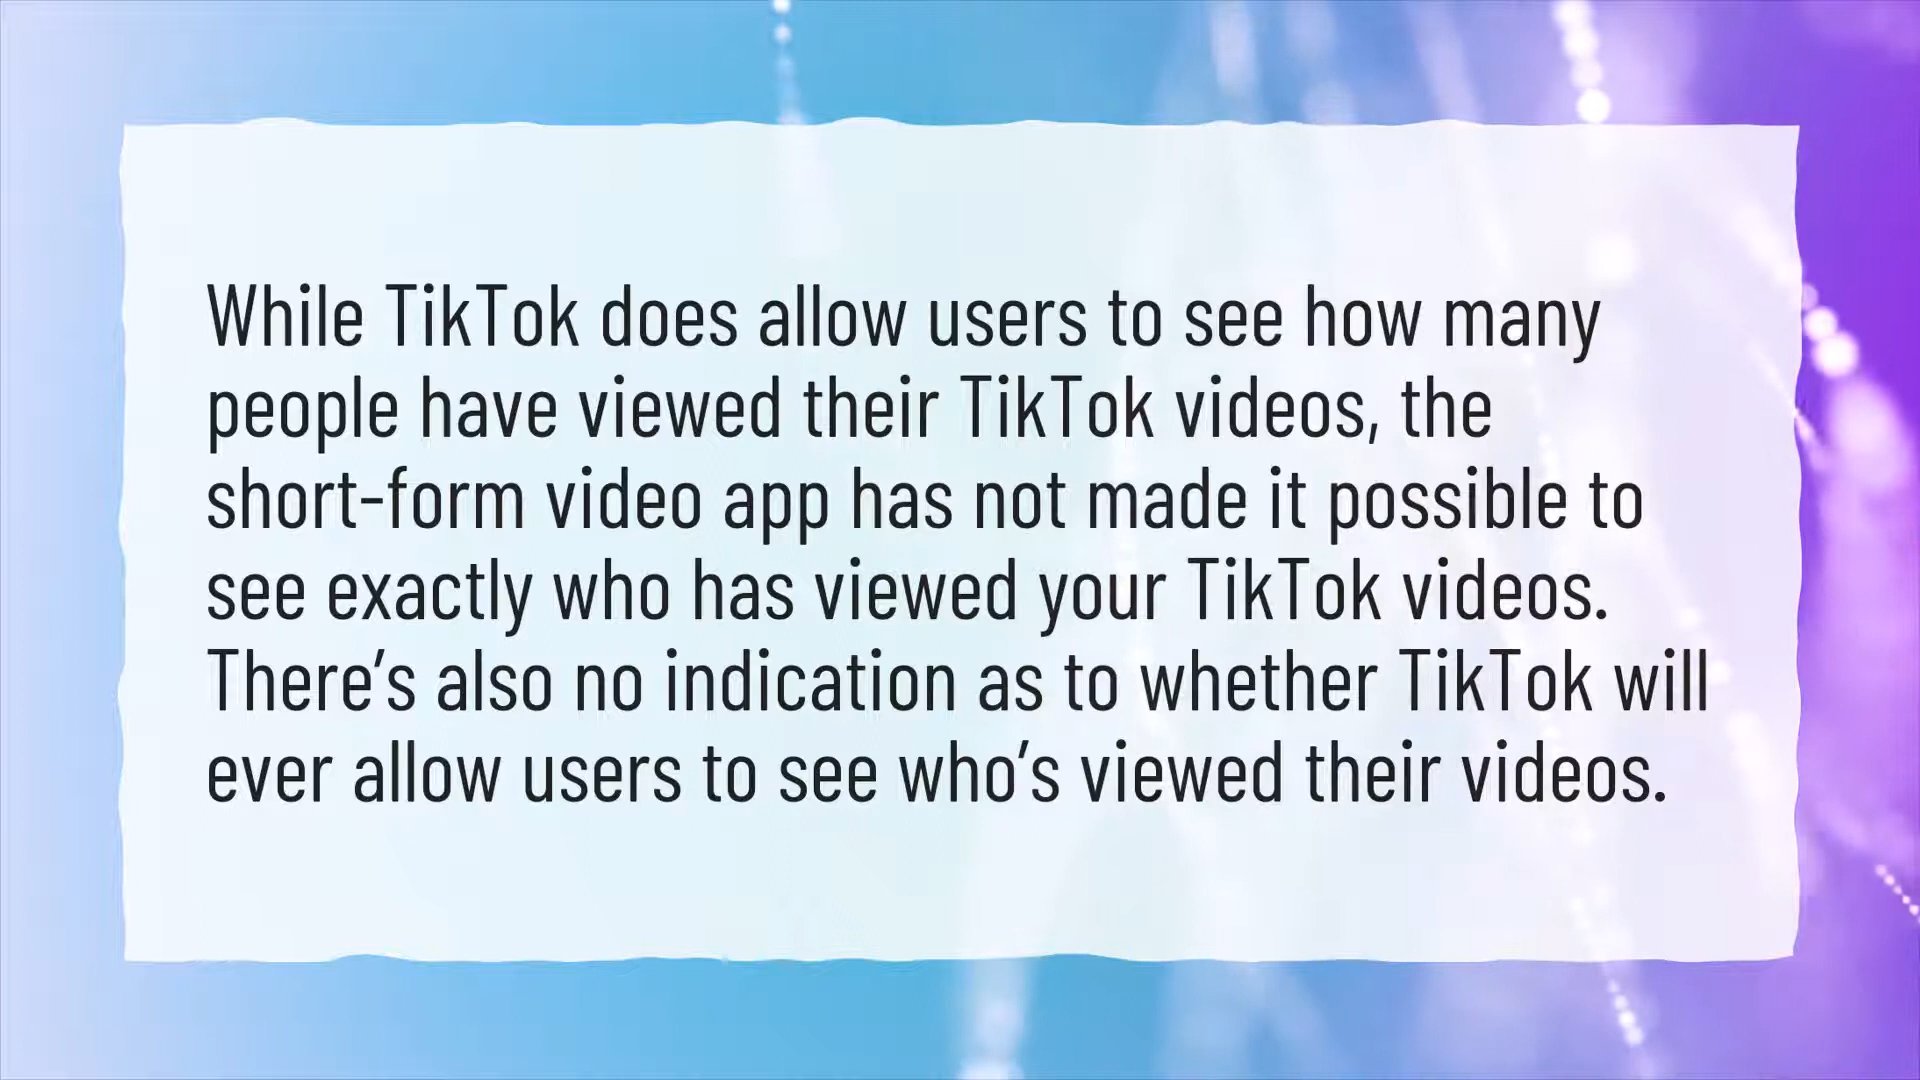 While TikTok does allow users to see how many
people have viewed their TikTok videos, the
short-form video app has not made it possible to
see exactly who has viewed your TikTok videos.
There’s also no indication as to whether TikTok will
ever allow users to see who’s viewed their videos.